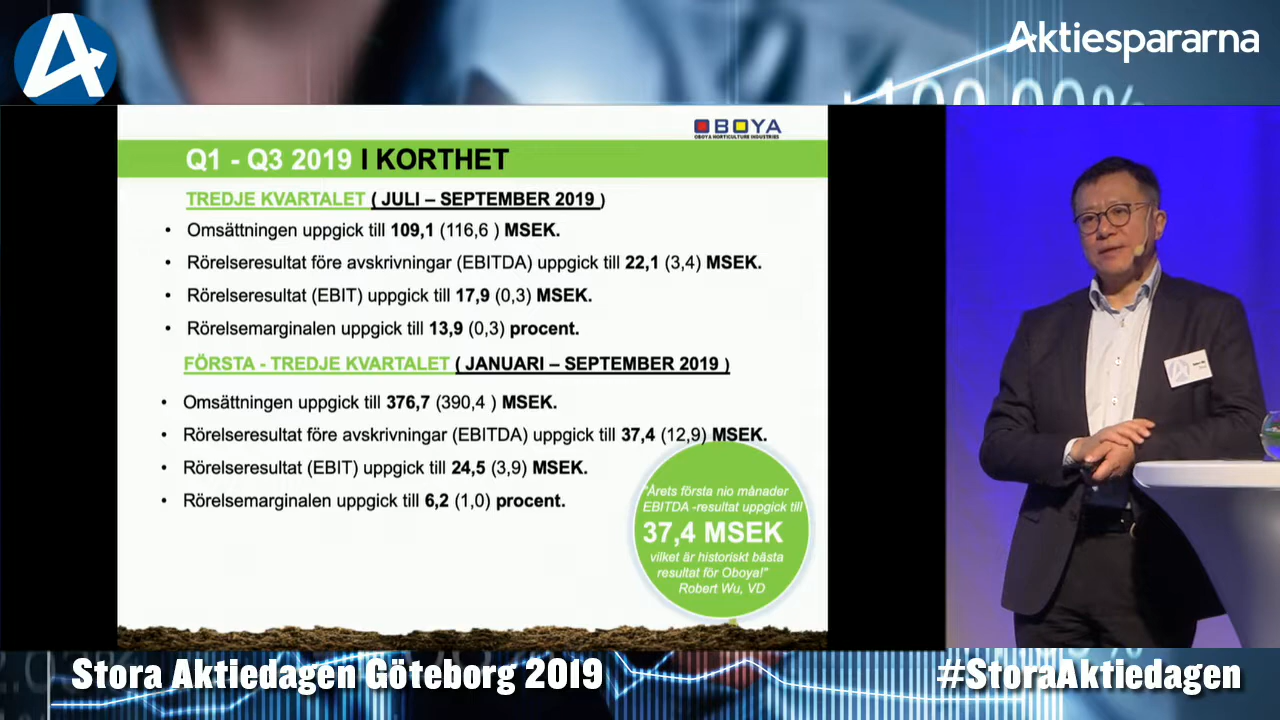 Aktiespararna
+100,00%
OBOYA
OBOYA HORTICULTURE INDUSTRIES
Q1 - Q3 2019 I KORTHET
TREDJE KVARTALET ( JULI – SEPTEMBER 2019 )
• Omsättningen uppgick till 109,1 (116,6 ) MSEK.
• Rörelseresultat före avskrivningar (EBITDA) uppgick till 22,1 (3,4) MSEK.
• Rörelseresultat (EBIT) uppgick till 17,9 (0,3) MSEK.
• Rörelsemarginalen uppgick till 13,9 (0,3) procent.
FÖRSTA - TREDJE KVARTALET ( JANUARI – SEPTEMBER 2019 )
• Omsättningen uppgick till 376,7 (390,4 ) MSEK.
• Rörelseresultat före avskrivningar (EBITDA) uppgick till 37,4 (12,9) MSEK.
• Rörelseresultat (EBIT) uppgick till 24,5 (3,9) MSEK.
• Rörelsemarginalen uppgick till 6,2 (1,0) procent.
"Årets första nio månader
EBITDA -resultat uppgick till
37,4 MSEK
vilket är historiskt bästa
resultat för Oboya!"
Robert Wu, VD
Stora Aktiedagen Göteborg 2019
#StoraAktiedagen